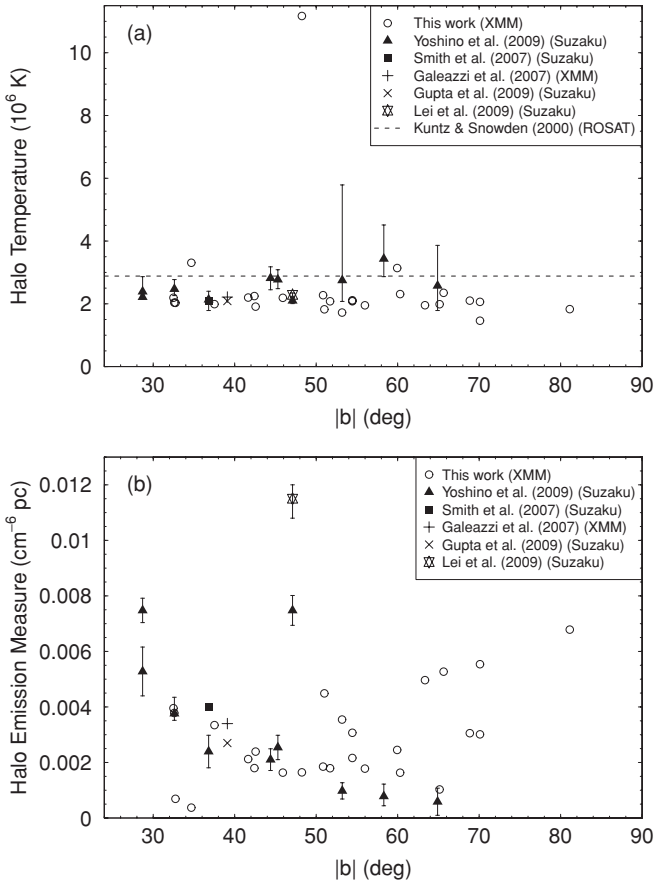 (a)
This work (XMM)
Yoshino et al. (2009) (Suzaku)
Smith et al. (2007) (Suzaku)
Galeazzi et al. (2007) (XMM)
Gupta et al. (2009) (Suzaku)
Lei et al. (2009) (Suzaku)
Kuntz & Snowden (2000) (ROSAT)
Halo Temperature (10⁶ K)
10
8
6
4
2
0
30 40 50 60 70 80 90
|b| (deg)
(b)
This work (XMM)
Yoshino et al. (2009) (Suzaku)
Smith et al. (2007) (Suzaku)
Galeazzi et al. (2007) (XMM)
Gupta et al. (2009) (Suzaku)
Lei et al. (2009) (Suzaku)
Halo Emission Measure (cm⁻⁶ pc)
0.012
0.01
0.008
0.006
0.004
0.002
0
30 40 50 60 70 80 90
|b| (deg)